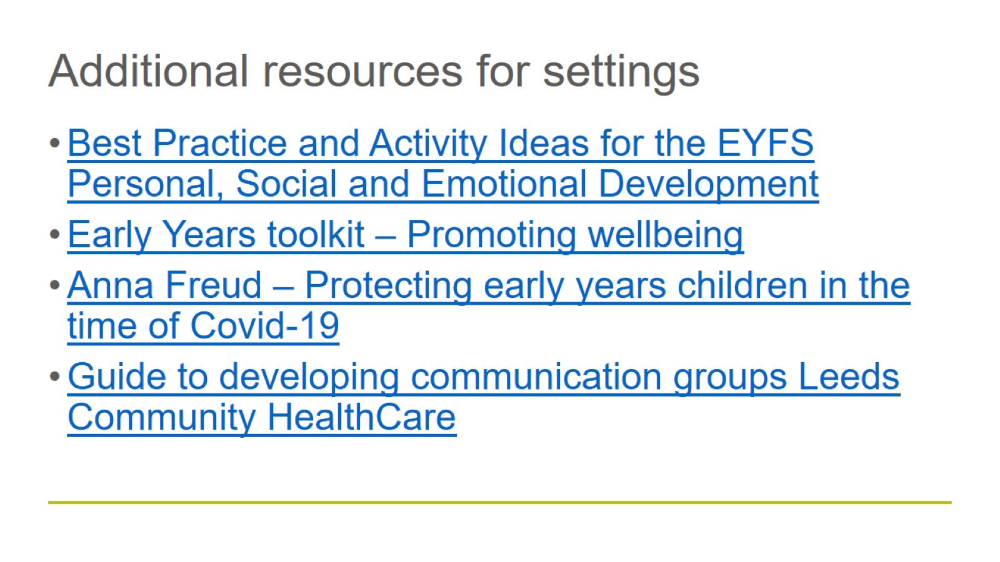 Additional resources for settings
• Best Practice and Activity Ideas for the EYFS
Personal, Social and Emotional Development
• Early Years toolkit – Promoting wellbeing
• Anna Freud – Protecting early years children in the
time of Covid-19
• Guide to developing communication groups Leeds
Community HealthCare